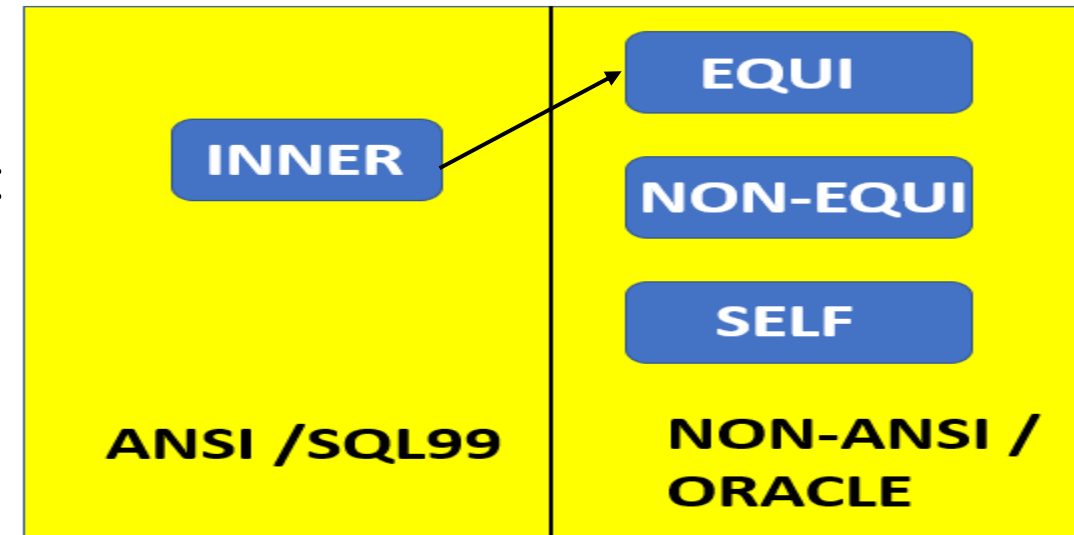 INNER
ANSI /SQL99
EQUI
NON-EQUI
SELF
NON-ANSI /
ORACLE